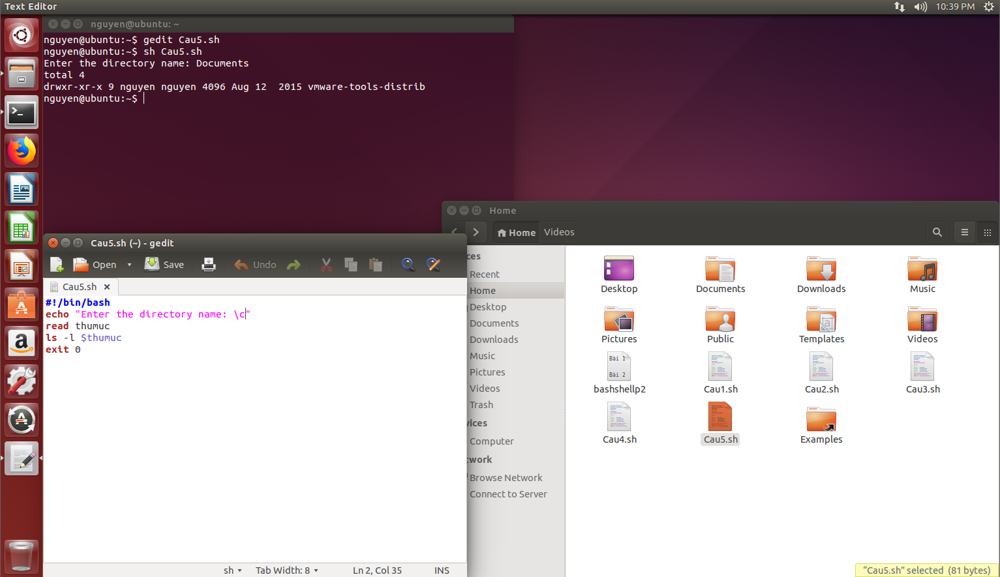 Text Editor
10:39 PM
nguyen@ubuntu: ~
nguyen@ubuntu:~$ gedit Cau5.sh
nguyen@ubuntu:~$ sh Cau5.sh
Enter the directory name: Documents
total 4
drwxr-xr-x 9 nguyen nguyen 4096 Aug 12  2015 vmware-tools-distrib
nguyen@ubuntu:~$
Home
Home Videos
Cau5.sh (~) - gedit
Open Save Undo
Cau5.sh
#!/bin/bash
echo "Enter the directory name: \c"
read thumuc
ls -l $thumuc
exit 0
sh Tab Width: 8 Ln 2, Col 35 INS
ces
Recent
Home
Desktop
Documents
Downloads
Music
Pictures
Videos
Trash
vices
Computer
twork
Browse Network
Connect to Server
Desktop Documents Downloads Music
Pictures Public Templates Videos
Bài 1
Bài 2
bashshellp2 Cau1.sh Cau2.sh Cau3.sh
Cau4.sh Cau5.sh Examples
“Cau5.sh” selected (81 bytes)